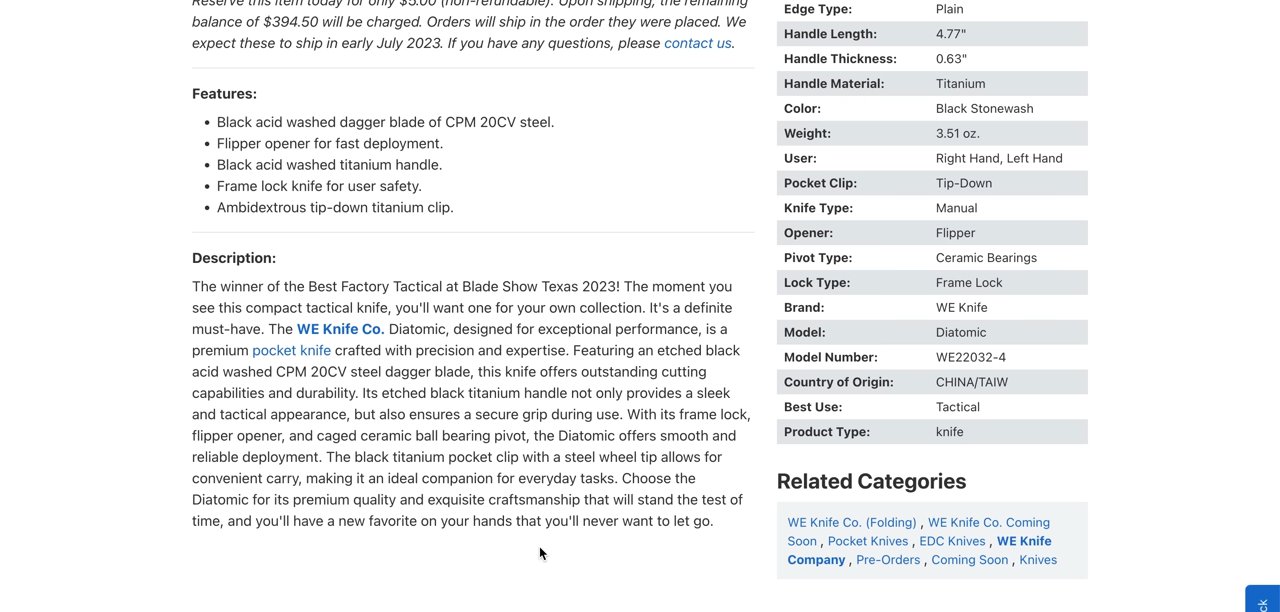 Reserve this item today for only $5.00 (non-refundable). Upon shipping, the remaining
balance of $394.50 will be charged. Orders will ship in the order they were placed. We
expect these to ship in early July 2023. If you have any questions, please contact us.
Features:
• Black acid washed dagger blade of CPM 20CV steel.
• Flipper opener for fast deployment.
• Black acid washed titanium handle.
• Frame lock knife for user safety.
• Ambidextrous tip-down titanium clip.
Description:
The winner of the Best Factory Tactical at Blade Show Texas 2023! The moment you
see this compact tactical knife, you'll want one for your own collection. It's a definite
must-have. The WE Knife Co. Diatomic, designed for exceptional performance, is a
premium pocket knife crafted with precision and expertise. Featuring an etched black
acid washed CPM 20CV steel dagger blade, this knife offers outstanding cutting
capabilities and durability. Its etched black titanium handle not only provides a sleek
and tactical appearance, but also ensures a secure grip during use. With its frame lock,
flipper opener, and caged ceramic ball bearing pivot, the Diatomic offers smooth and
reliable deployment. The black titanium pocket clip with a steel wheel tip allows for
convenient carry, making it an ideal companion for everyday tasks. Choose the
Diatomic for its premium quality and exquisite craftsmanship that will stand the test of
time, and you'll have a new favorite on your hands that you'll never want to let go.
Edge Type: Plain
Handle Length: 4.77"
Handle Thickness: 0.63"
Handle Material: Titanium
Color: Black Stonewash
Weight: 3.51 oz.
User: Right Hand, Left Hand
Pocket Clip: Tip-Down
Knife Type: Manual
Opener: Flipper
Pivot Type: Ceramic Bearings
Lock Type: Frame Lock
Brand: WE Knife
Model: Diatomic
Model Number: WE22032-4
Country of Origin: CHINA/TAIW
Best Use: Tactical
Product Type: knife
Related Categories
WE Knife Co. (Folding) , WE Knife Co. Coming
Soon , Pocket Knives , EDC Knives , WE Knife
Company , Pre-Orders , Coming Soon , Knives